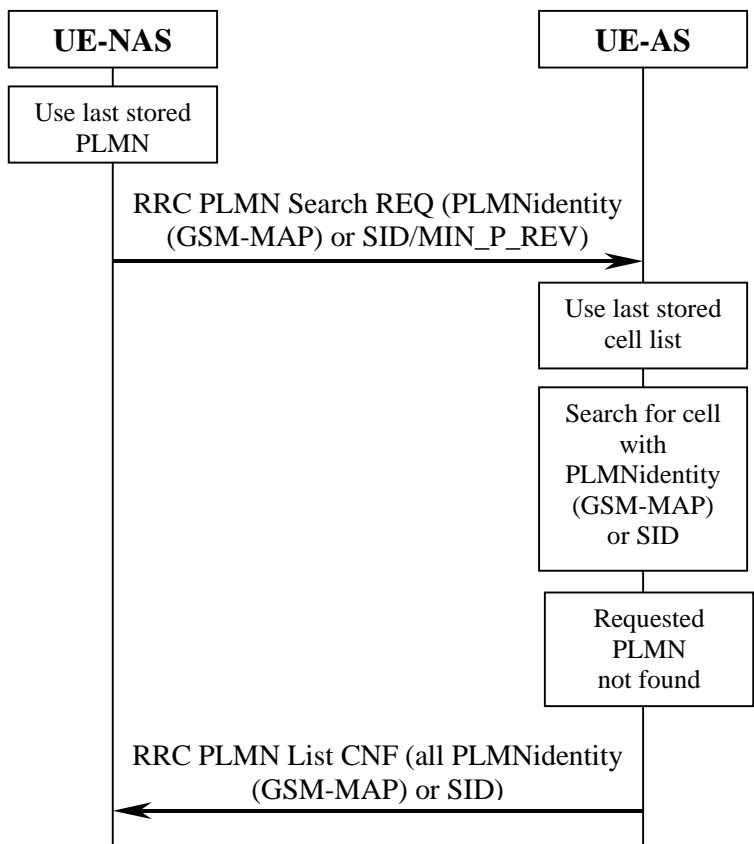 UE-NAS
UE-AS
Use last stored
PLMN
RRC PLMN Search REQ (PLMNidentity
(GSM-MAP) or SID/MIN_P_REV)
Use last stored
cell list
Search for cell
with
PLMNidentity
(GSM-MAP)
or SID
Requested
PLMN
not found
RRC PLMN List CNF (all PLMNidentity
(GSM-MAP) or SID)